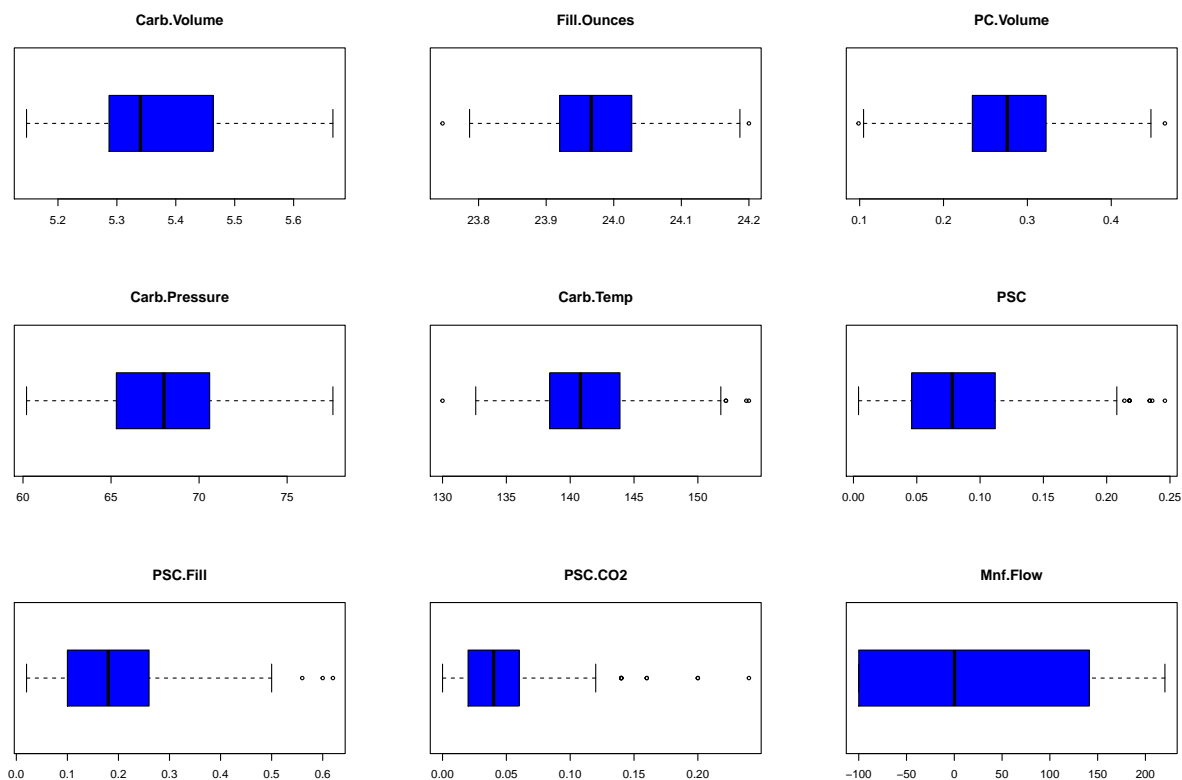 Carb.Volume
Fill.Ounces
PC.Volume
5.2 5.3 5.4 5.5 5.6
23.8 23.9 24.0 24.1 24.2
0.1 0.2 0.3 0.4
Carb.Pressure
Carb.Temp
PSC
60 65 70 75
130 135 140 145 150
0.00 0.05 0.10 0.15 0.20 0.25
PSC.Fill
PSC.CO2
Mnf.Flow
0.0 0.1 0.2 0.3 0.4 0.5 0.6
0.00 0.05 0.10 0.15 0.20
−100 −50 0 50 100 150 200